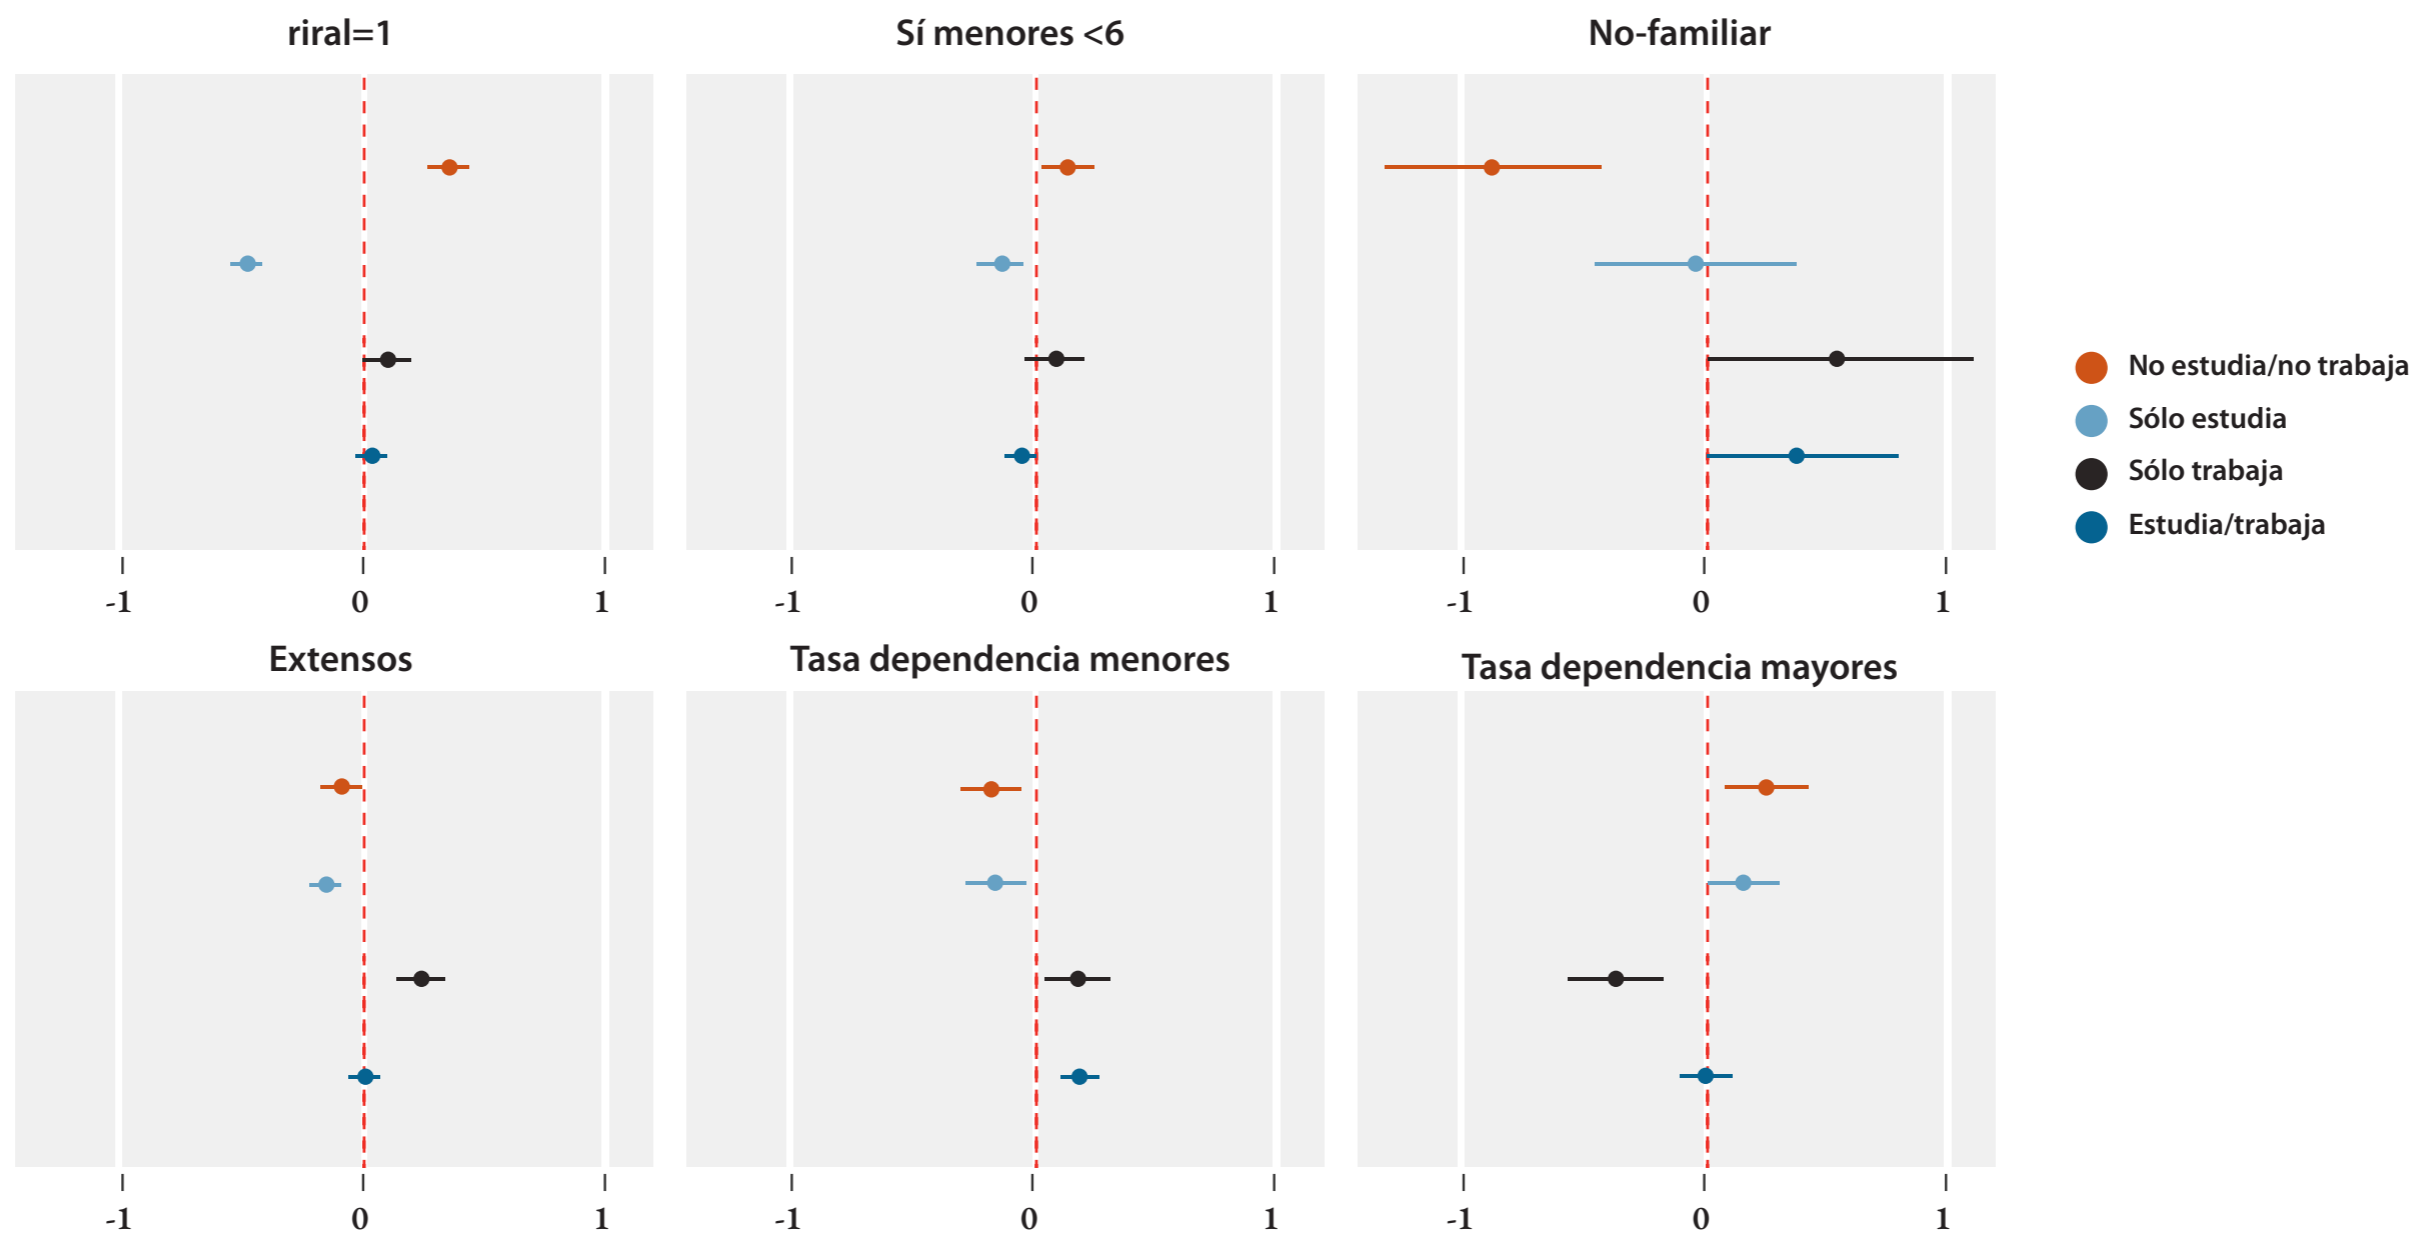 riral=1
Sí menores <6
No-familiar
-1 0 1
-1 0 1
-1 0 1
No estudia/no trabaja
Sólo estudia
Sólo trabaja
Estudia/trabaja
Extensos
Tasa dependencia menores
Tasa dependencia mayores
-1 0 1
-1 0 1
-1 0 1